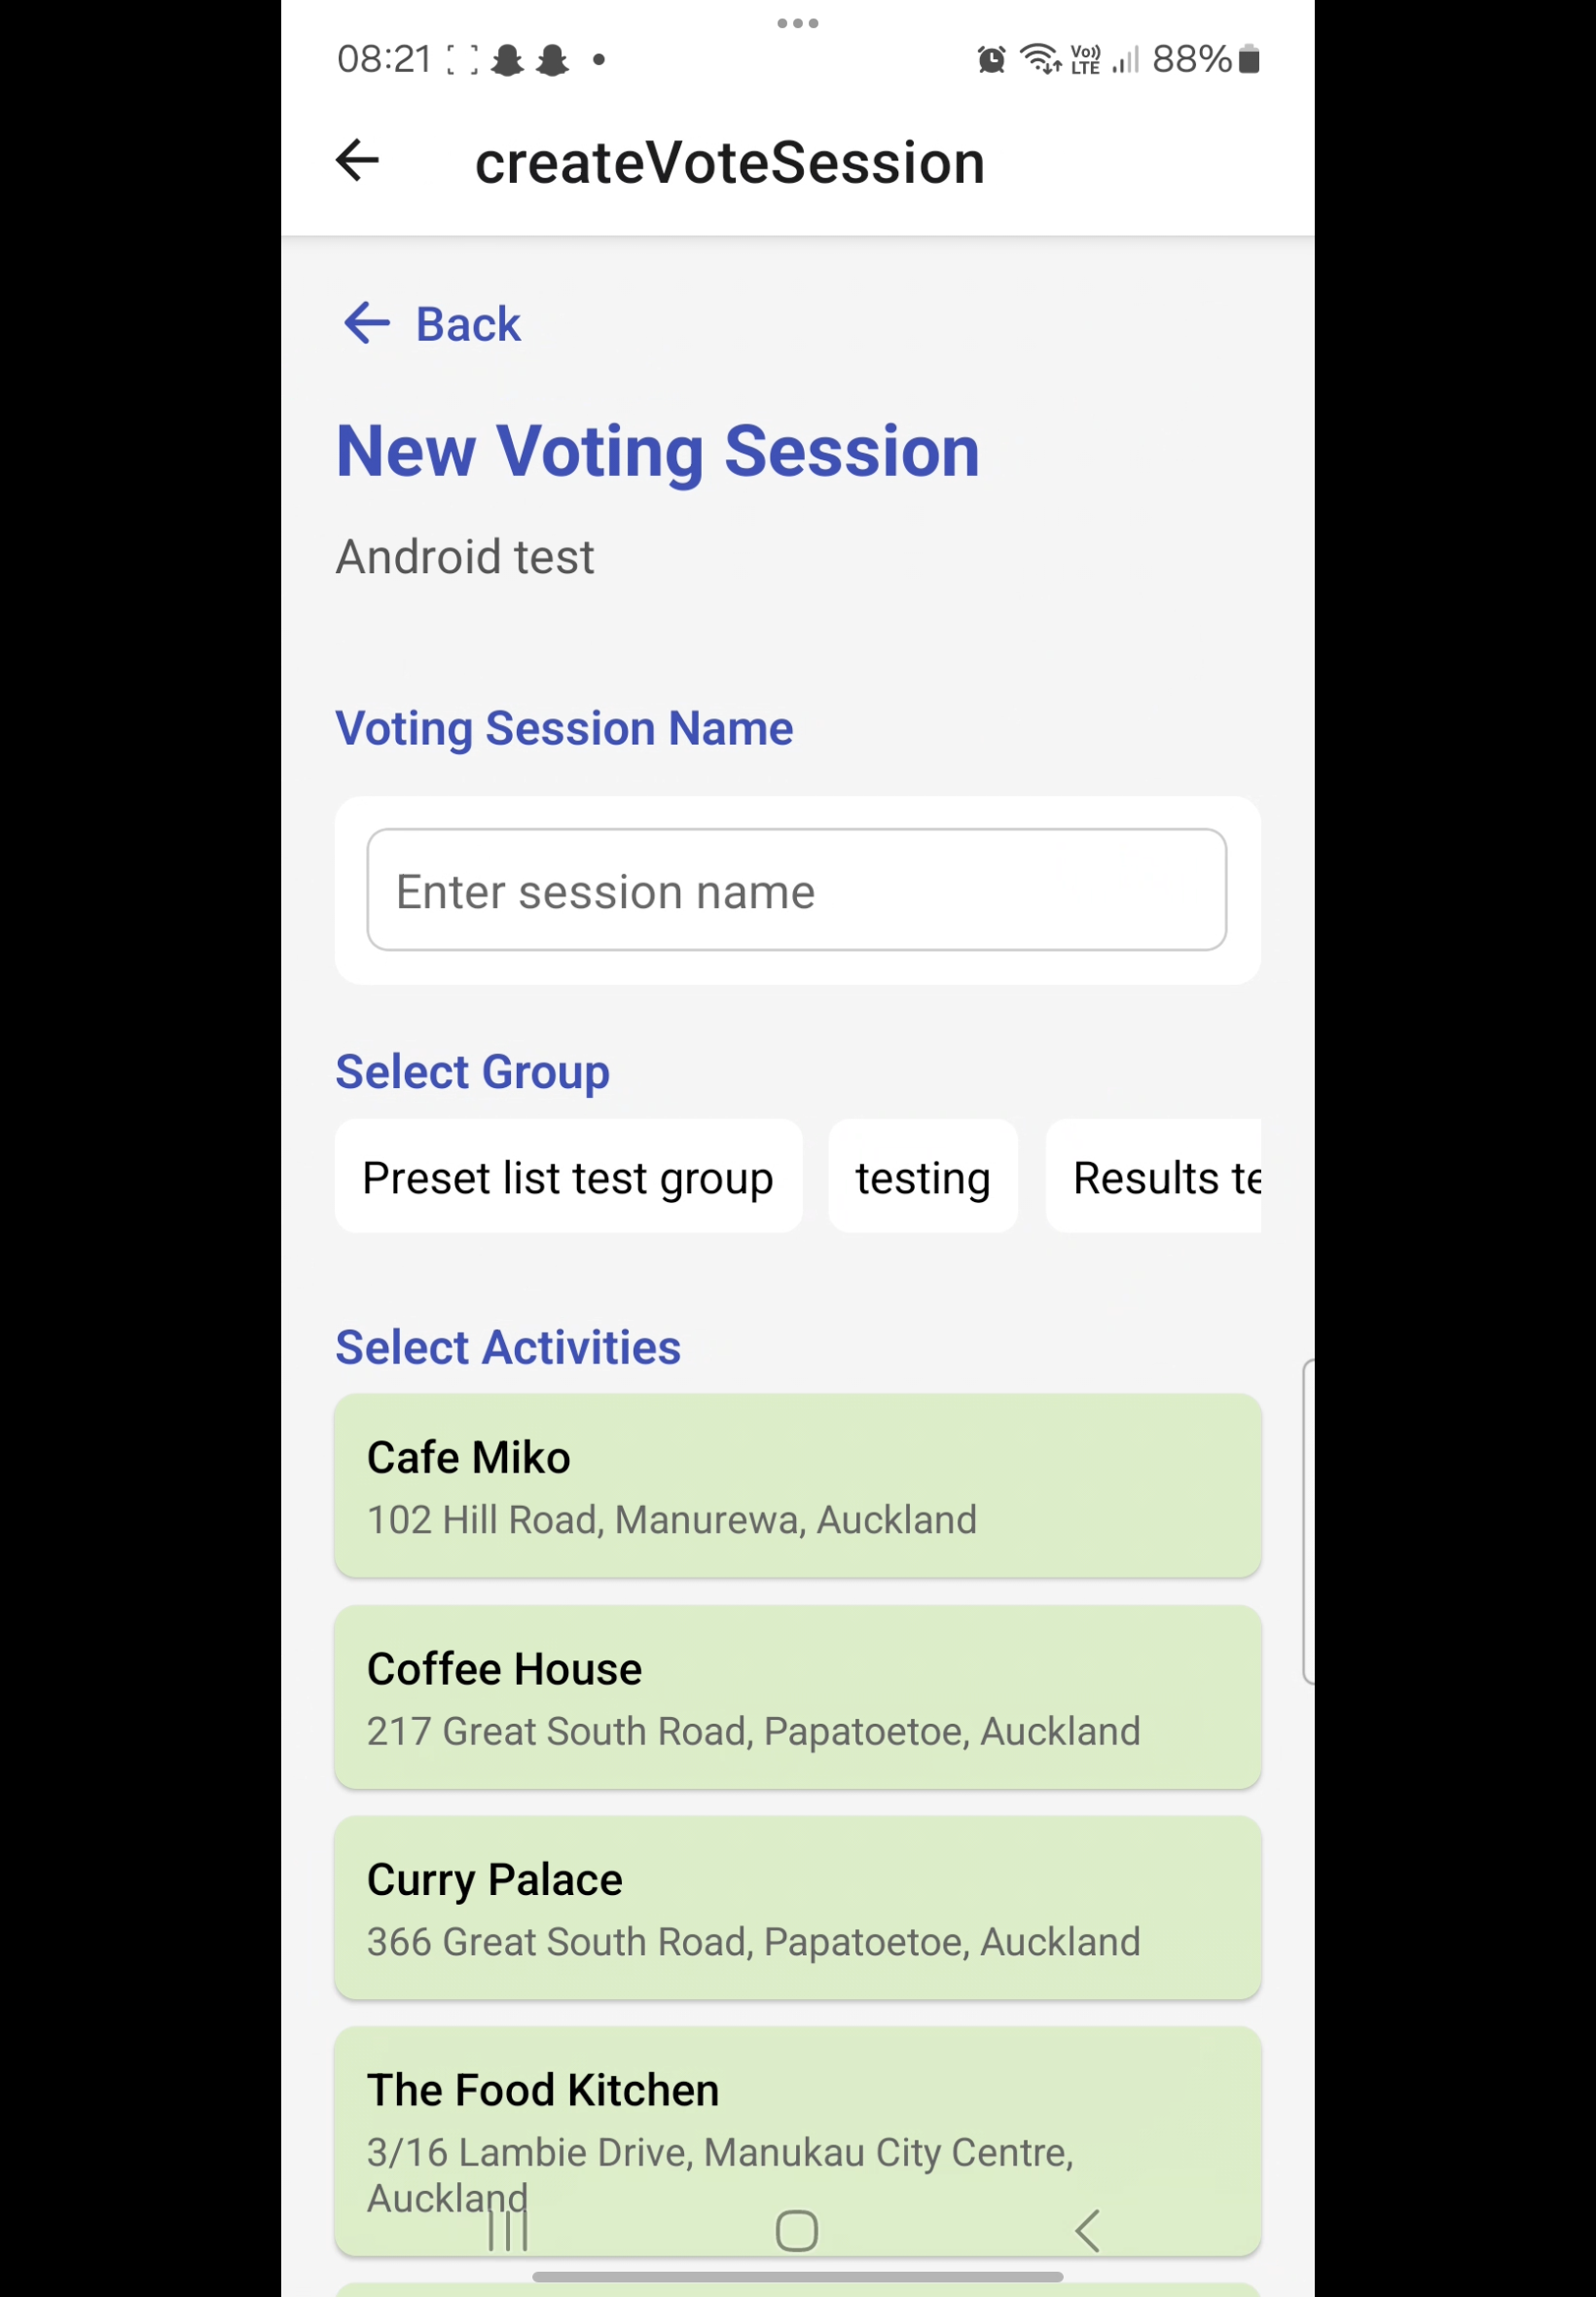 08:21 Vo)) LTE 88%
createVoteSession
Back
New Voting Session
Android test
Voting Session Name
Enter session name
Select Group
Preset list test group testing Results te
Select Activities
Cafe Miko
102 Hill Road, Manurewa, Auckland
Coffee House
217 Great South Road, Papatoetoe, Auckland
Curry Palace
366 Great South Road, Papatoetoe, Auckland
The Food Kitchen
3/16 Lambie Drive, Manukau City Centre,
Auckland